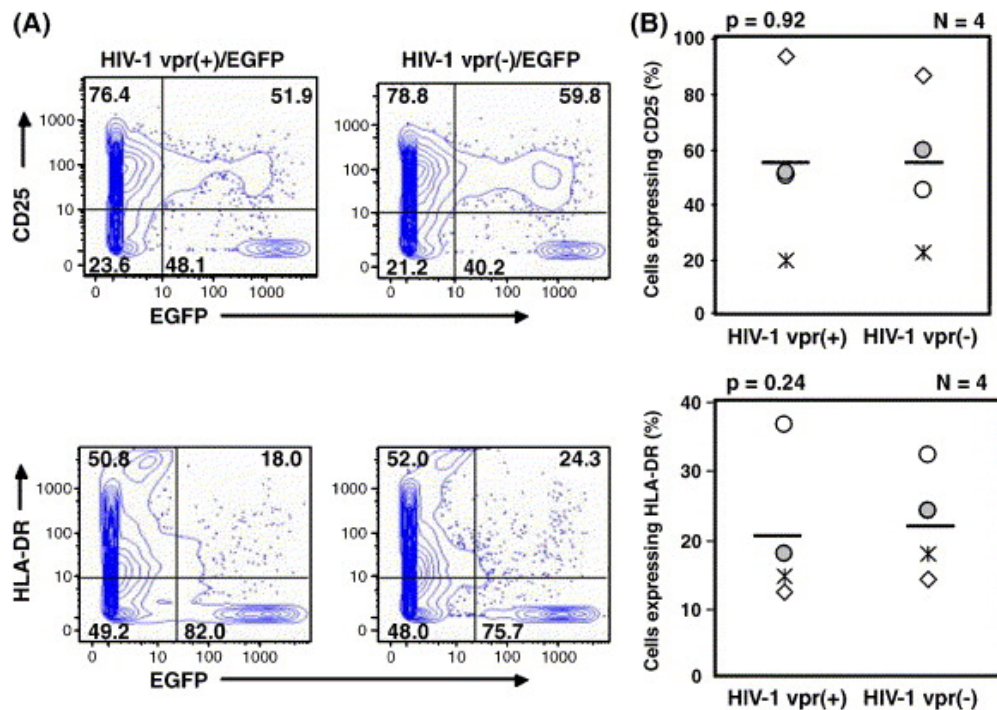 (A)
HIV-1 vpr(+)/EGFP HIV-1 vpr(-)/EGFP
76.4 51.9 78.8 59.8
1000 1000
100 100
10 10
0 0
23.6 48.1 21.2 40.2
0 10 100 1000 0 10 100 1000
CD25
EGFP
50.8 18.0 52.0 24.3
1000 1000
100 100
10 10
0 0
49.2 82.0 48.0 75.7
0 10 100 1000 0 10 100 1000
HLA-DR
EGFP
(B)
p = 0.92 N = 4
100
80
60
40
20
0
Cells expressing CD25 (%)
HIV-1 vpr(+) HIV-1 vpr(-)
p = 0.24 N = 4
40
30
20
10
0
Cells expressing HLA-DR (%)
HIV-1 vpr(+) HIV-1 vpr(-)